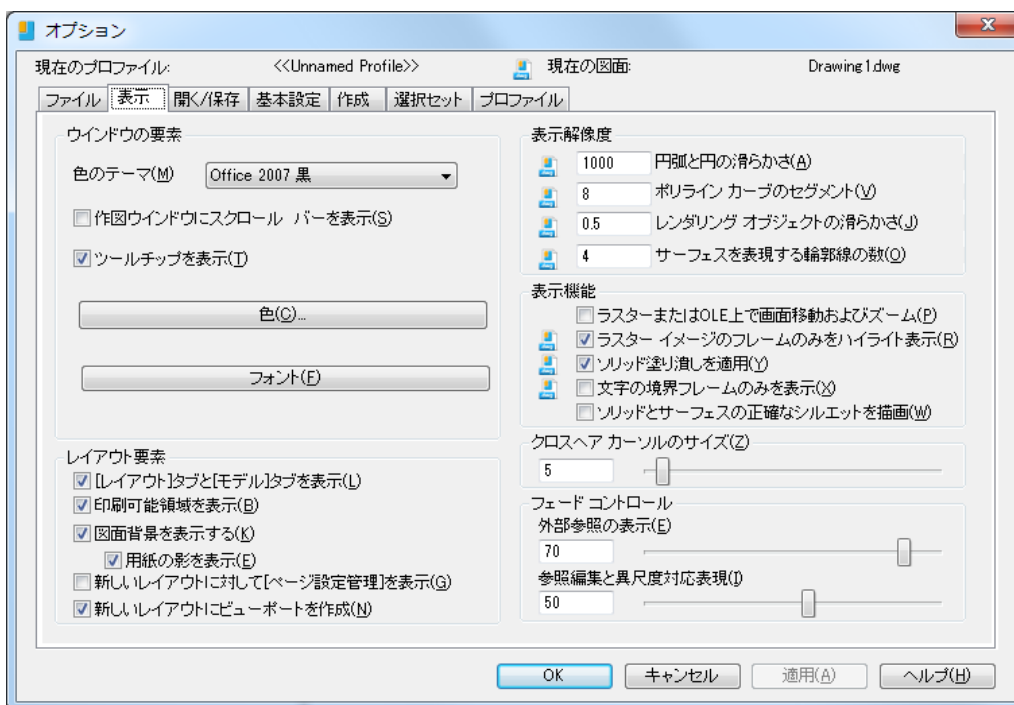 オプション
現在のプロファイル: <<Unnamed Profile>> 現在の図面: Drawing1.dwg
ファイル 表示 開く/保存 基本設定 作成 選択セット プロファイル
ウインドウの要素
色のテーマ(M) Office 2007 黒
作図ウインドウにスクロール バーを表示(S)
ツールチップを表示(T)
色(C)...
フォント(F)
レイアウト要素
[レイアウト]タブと[モデル]タブを表示(L)
印刷可能領域を表示(B)
図面背景を表示する(K)
用紙の影を表示(E)
新しいレイアウトに対して[ページ設定管理]を表示(G)
新しいレイアウトにビューポートを作成(N)
表示解像度
1000 円弧と円の滑らかさ(A)
8 ポリライン カーブのセグメント(V)
0.5 レンダリング オブジェクトの滑らかさ(J)
4 サーフェスを表現する輪郭線の数(O)
表示機能
ラスターまたはOLE上で画面移動およびズーム(P)
ラスター イメージのフレームのみをハイライト表示(R)
ソリッド塗り潰しを適用(Y)
文字の境界フレームのみを表示(X)
ソリッドとサーフェスの正確なシルエットを描画(W)
クロスヘア カーソルのサイズ(Z)
5
フェード コントロール
外部参照の表示(E)
70
参照編集と異尺度対応表現(I)
50
OK キャンセル 適用(A) ヘルプ(H)